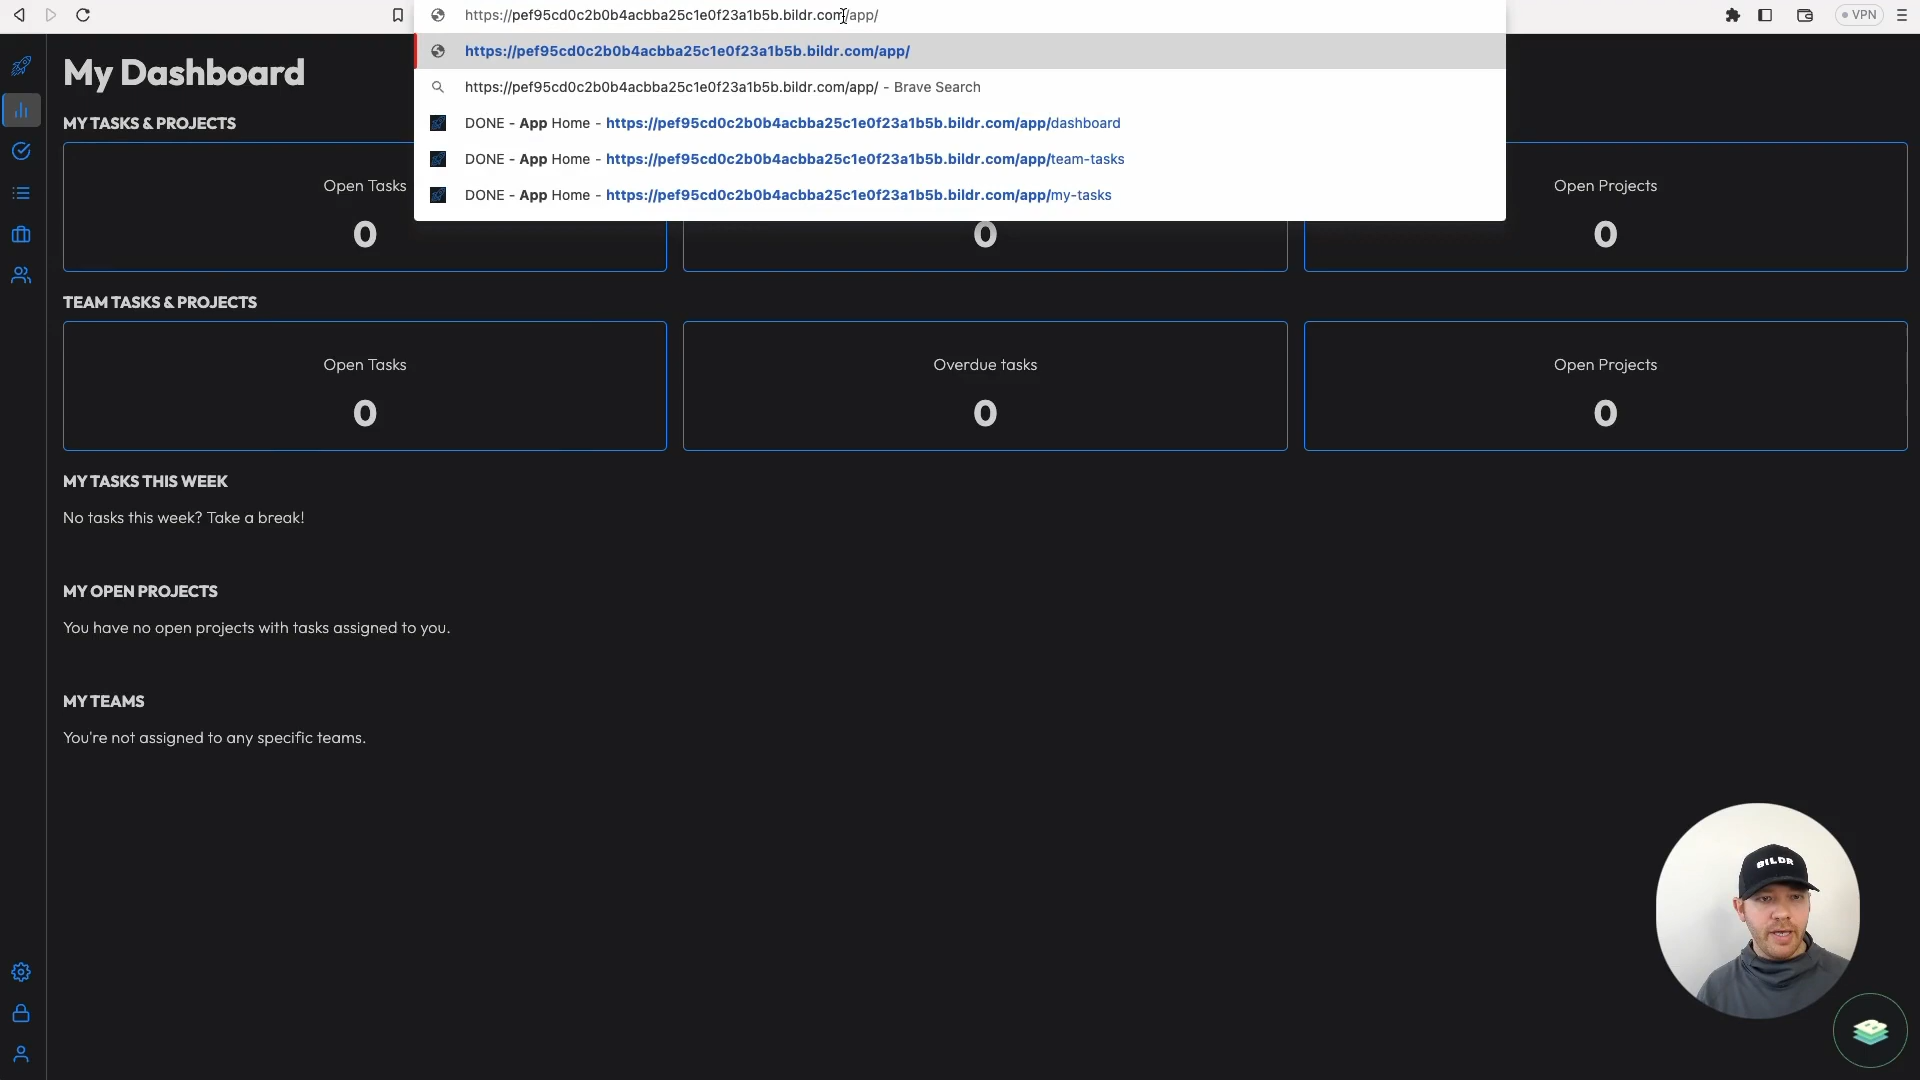 https://pef95cd0c2b0b4acbba25c1e0f23a1b5b.bildr.com/app/
VPN
https://pef95cd0c2b0b4acbba25c1e0f23a1b5b.bildr.com/app/
https://pef95cd0c2b0b4acbba25c1e0f23a1b5b.bildr.com/app/ - Brave Search
DONE - App Home - https://pef95cd0c2b0b4acbba25c1e0f23a1b5b.bildr.com/app/dashboard
DONE - App Home - https://pef95cd0c2b0b4acbba25c1e0f23a1b5b.bildr.com/app/team-tasks
DONE - App Home - https://pef95cd0c2b0b4acbba25c1e0f23a1b5b.bildr.com/app/my-tasks
My Dashboard
MY TASKS & PROJECTS
Open Tasks
0
0
Open Projects
0
TEAM TASKS & PROJECTS
Open Tasks
0
Overdue tasks
0
Open Projects
0
MY TASKS THIS WEEK
No tasks this week? Take a break!
MY OPEN PROJECTS
You have no open projects with tasks assigned to you.
MY TEAMS
You're not assigned to any specific teams.
BILDR